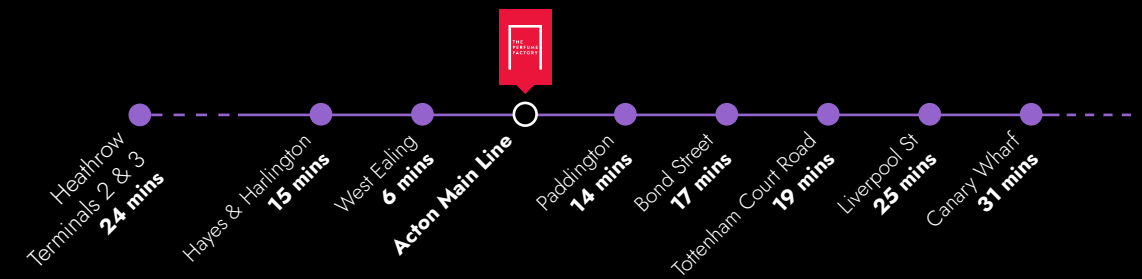 THE
PERFUME
FACTORY
Heathrow
Terminals 2 & 3
24 mins
Hayes & Harlington
15 mins
West Ealing
6 mins
Acton Main Line
Paddington
14 mins
Bond Street
17 mins
Tottenham Court Road
19 mins
Liverpool St
25 mins
Canary Wharf
31 mins